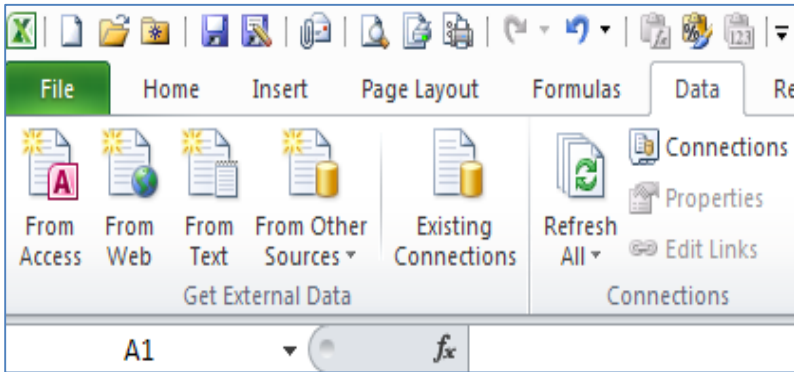 File Home Insert Page Layout Formulas Data Re
From Access
From Web
From Text
From Other Sources
Existing Connections
Refresh All
Connections
Properties
Edit Links
Get External Data
Connections
A1 fx